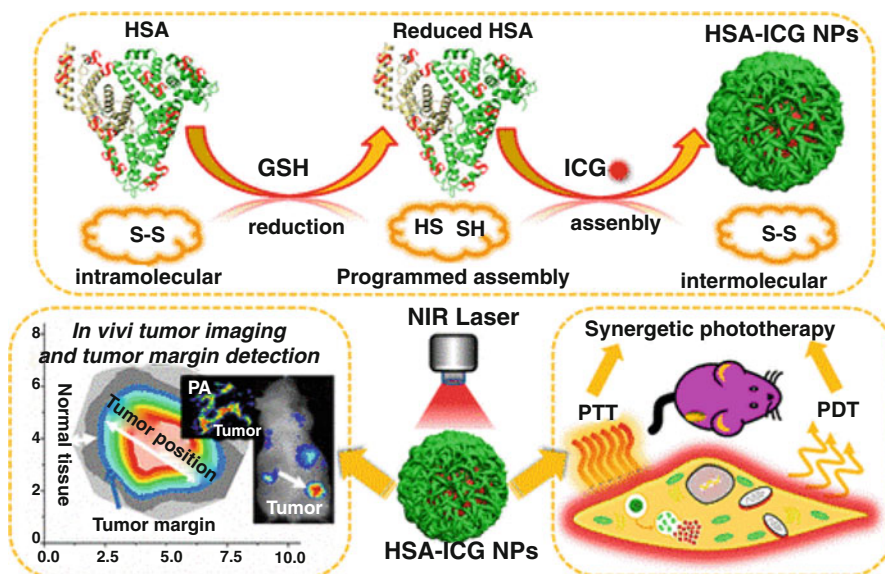 HSA
Reduced HSA
HSA-ICG NPs
GSH
ICG
reduction
assenbly
S-S
HS SH
S-S
intramolecular
Programmed assembly
intermolecular
In vivi tumor imaging
and tumor margin detection
8
6
4
2
0
0.0 2.5 5.0 7.5 10.0
Normal tissue
Tumor position
Tumor margin
PA
Tumor
Tumor
NIR Laser
HSA-ICG NPs
Synergetic phototherapy
PTT
PDT